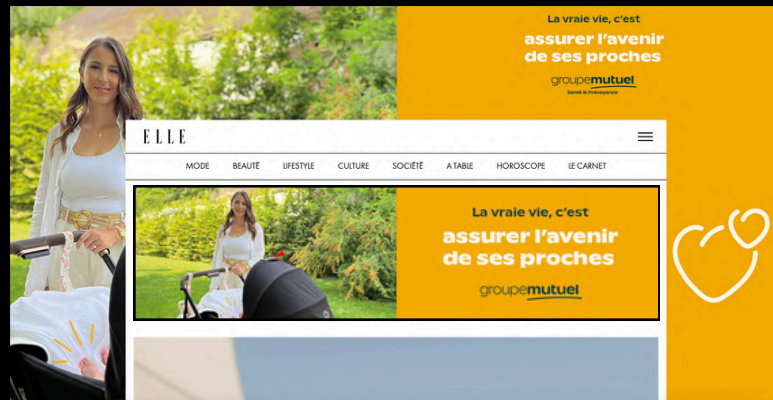 La vraie vie, c'est
assurer l'avenir
de ses proches
groupemutuel
Santé & Prévoyance
ELLE
MODE BEAUTÉ LIFESTYLE CULTURE SOCIÉTÉ A TABLE HOROSCOPE LE CARNET
La vraie vie, c'est
assurer l'avenir
de ses proches
groupemutuel